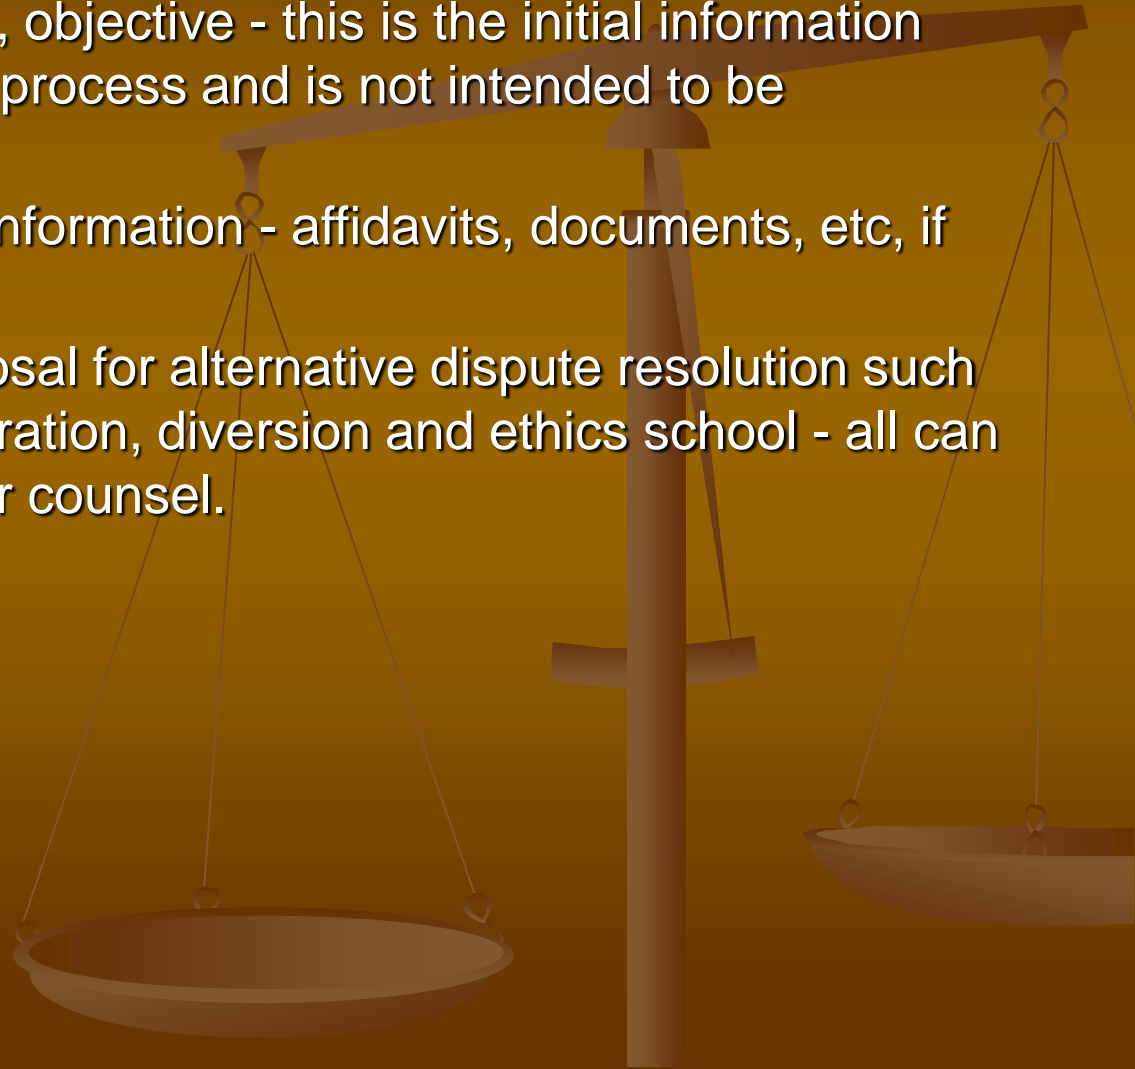 , objective - this is the initial information
process and is not intended to be
nformation - affidavits, documents, etc, if
osal for alternative dispute resolution such
ration, diversion and ethics school - all can
r counsel.